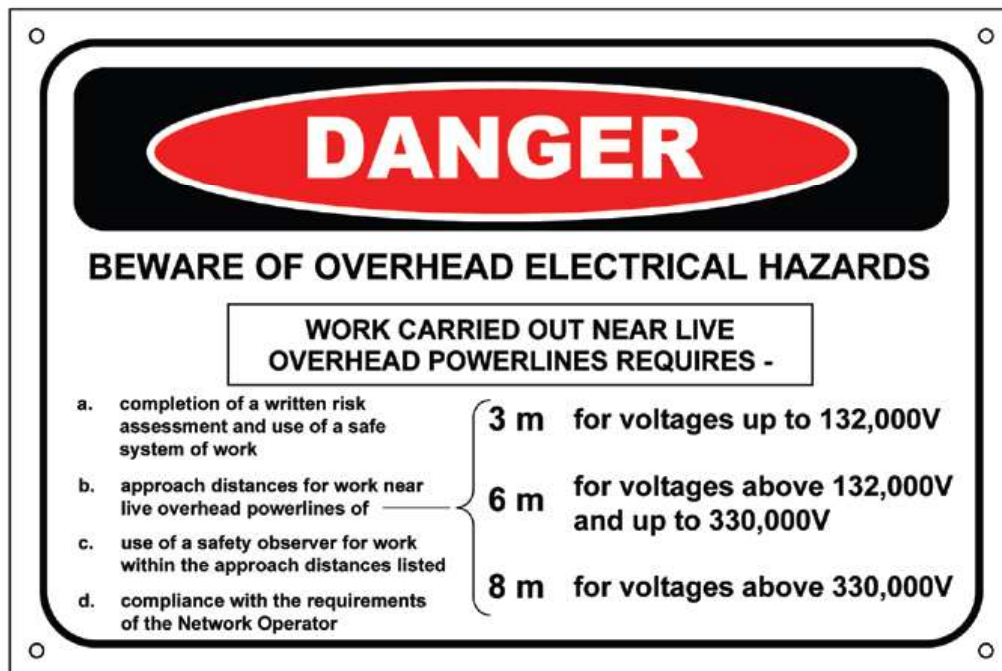 DANGER
BEWARE OF OVERHEAD ELECTRICAL HAZARDS
WORK CARRIED OUT NEAR LIVE
OVERHEAD POWERLINES REQUIRES -
a. completion of a written risk
assessment and use of a safe
system of work
b. approach distances for work near
live overhead powerlines of
3 m for voltages up to 132,000V
6 m for voltages above 132,000V
and up to 330,000V
8 m for voltages above 330,000V
c. use of a safety observer for work
within the approach distances listed
d. compliance with the requirements
of the Network Operator